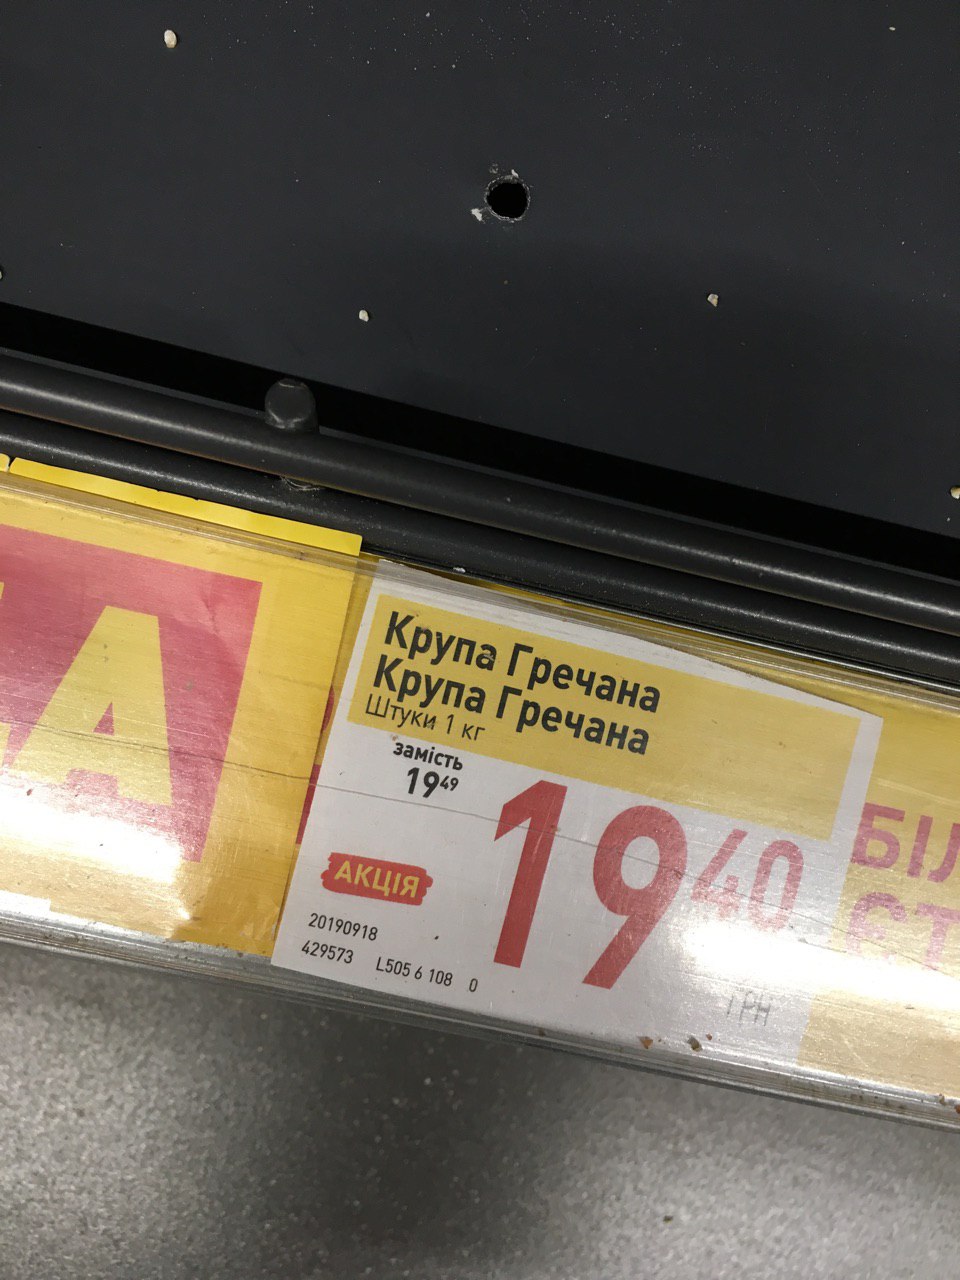 А
Крупа Гречана
Крупа Гречана
Штуки 1 кг
замість
19 49
19 40
АКЦІЯ
20190918
429573 L505 6 108 0
ГРН